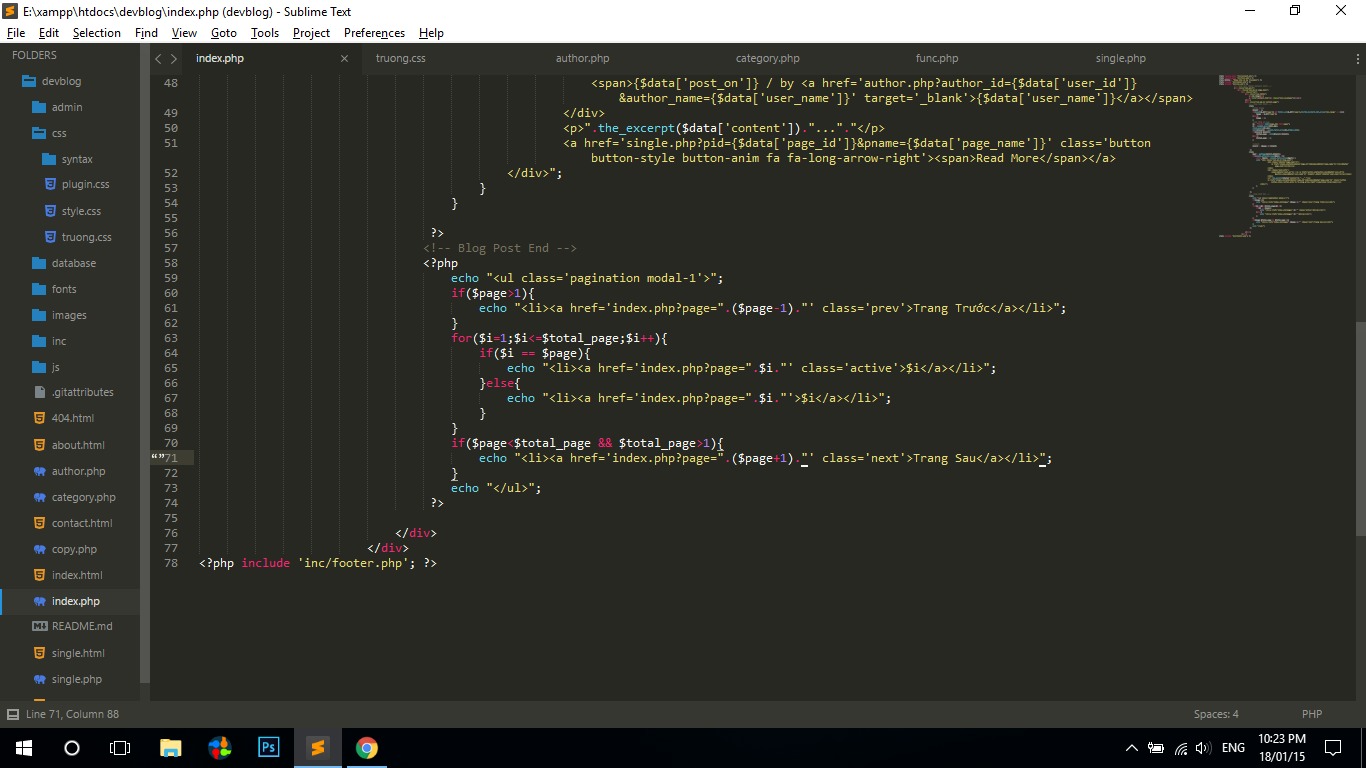 E:\xampp\htdocs\devblog\index.php (devblog) - Sublime Text
File Edit Selection Find View Goto Tools Project Preferences Help
FOLDERS
devblog
admin
css
syntax
plugin.css
style.css
truong.css
database
fonts
images
inc
js
.gitattributes
404.html
about.html
author.php
category.php
contact.html
copy.php
index.html
index.php
README.md
single.html
single.php
index.php truong.css author.php category.php func.php single.php
48 <span>{$data['post_on']} / by <a href='author.php?author_id={$data['user_id']}
&author_name={$data['user_name']}' target='_blank'>{$data['user_name']}</a></span>
49 </div>
50 <p>".the_excerpt($data['content'])."..."."</p>
51 <a href='single.php?pid={$data['page_id']}&pname={$data['page_name']}' class='button
button-style button-anim fa fa-long-arrow-right'><span>Read More</span></a>
52 </div>";
53 }
54 }
55
56 ?>
57 <!-- Blog Post End -->
58 <?php
59 echo "<ul class='pagination modal-1'>";
60 if($page>1){
61 echo "<li><a href='index.php?page=".($page-1)."' class='prev'>Trang Trước</a></li>";
62 }
63 for($i=1;$i<=$total_page;$i++){
64 if($i == $page){
65 echo "<li><a href='index.php?page=".$i."' class='active'>$i</a></li>";
66 }else{
67 echo "<li><a href='index.php?page=".$i."'>$i</a></li>";
68 }
69 }
70 if($page<$total_page && $total_page>1){
“”71 echo "<li><a href='index.php?page=".($page+1)."' class='next'>Trang Sau</a></li>";
72 }
73 echo "</ul>";
74 ?>
75
76 </div>
77 </div>
78 <?php include 'inc/footer.php'; ?>
Line 71, Column 88 Spaces: 4 PHP
Ps
ENG
10:23 PM
18/01/15